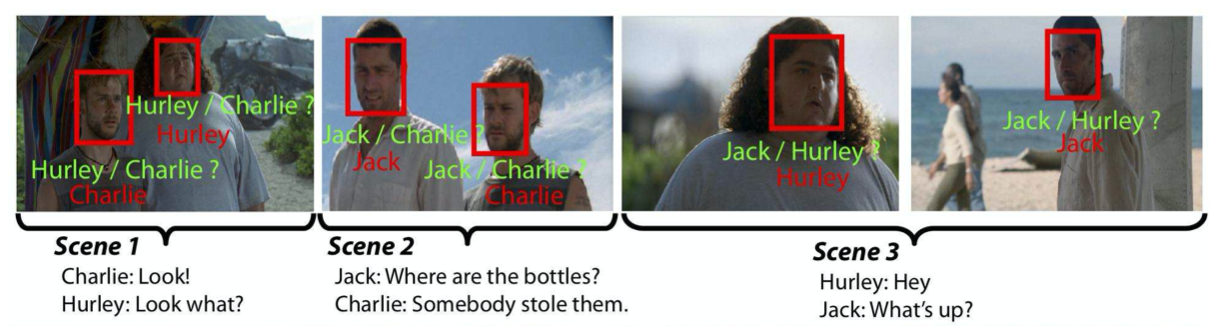 Hurley / Charlie ?
Hurley
Hurley / Charlie ?
Charlie
Jack / Charlie ?
Jack
Jack / Charlie ?
Charlie
Jack / Hurley ?
Hurley
Jack / Hurley ?
Jack
Scene 1
Charlie: Look!
Hurley: Look what?
Scene 2
Jack: Where are the bottles?
Charlie: Somebody stole them.
Scene 3
Hurley: Hey
Jack: What's up?